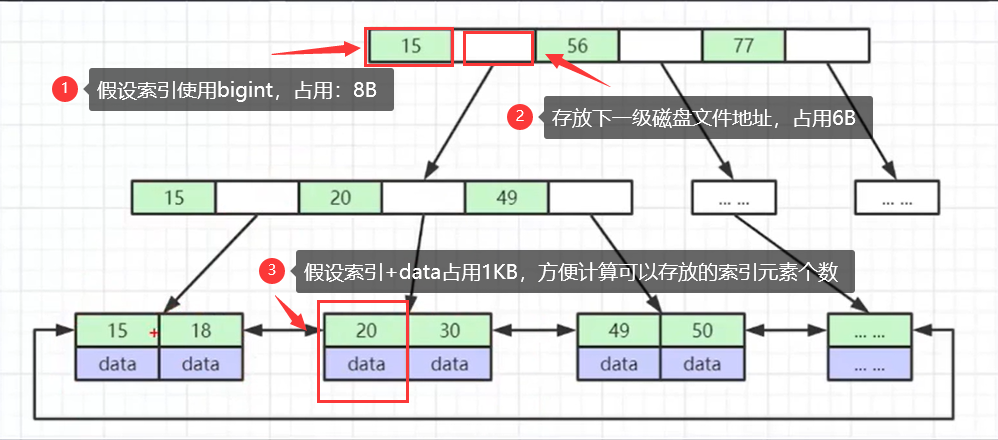 15 56 77
1 假设索引使用bigint，占用：8B
2 存放下一级磁盘文件地址，占用6B
15 20 49 ... ... ... ...
3 假设索引+data占用1KB，方便计算可以存放的索引元素个数
15 18 20 30 49 50 ... ...
data data data data data data ... ...